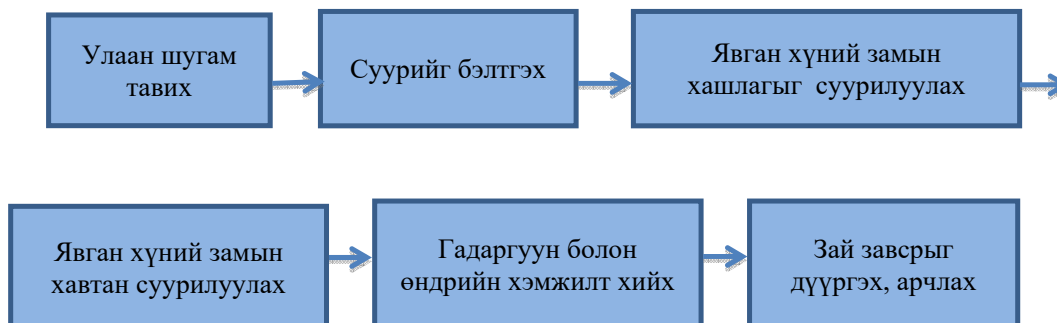 Улаан шугам
тавих
Суурийг бэлтгэх
Явган хүний замын
хашлагыг суурилуулах
Явган хүний замын
хавтан суурилуулах
Гадаргуун болон
өндрийн хэмжилт хийх
Зай завсрыг
дүүргэх, арчлах